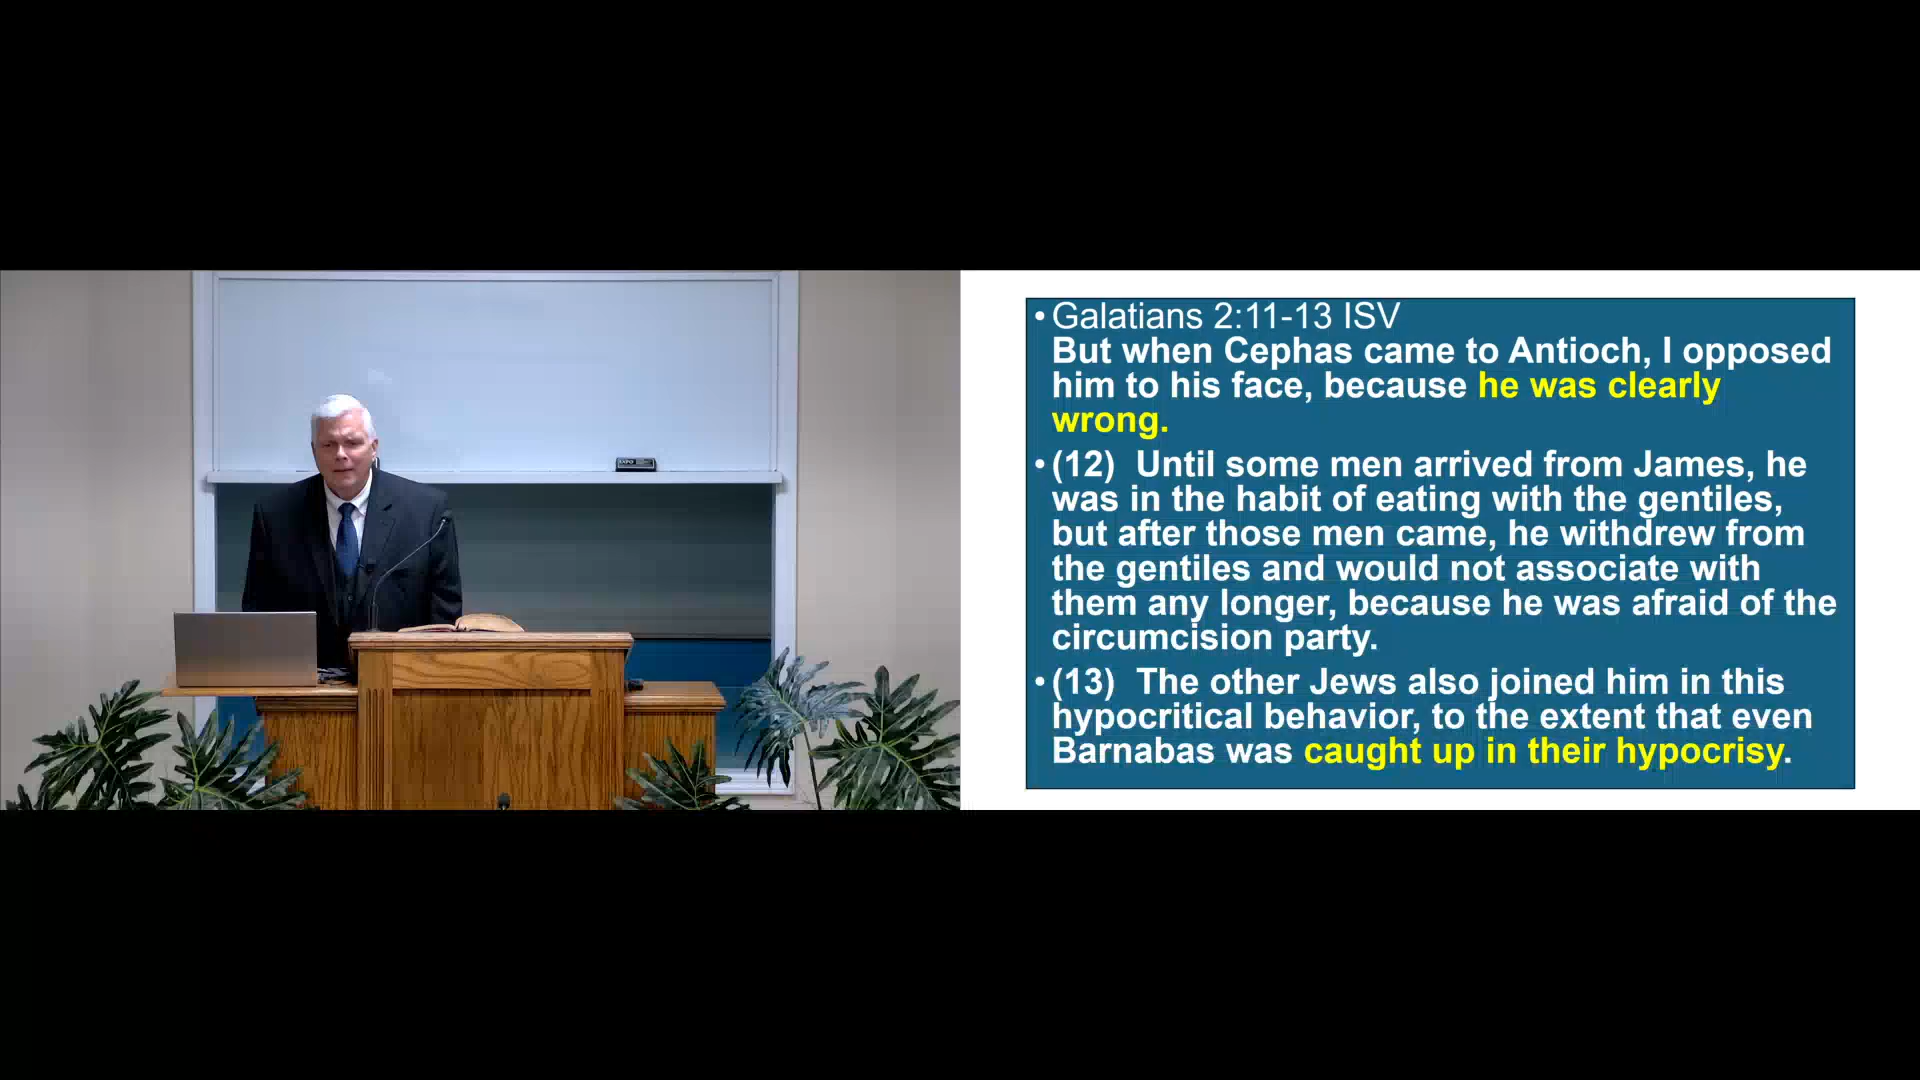 • Galatians 2:11-13 ISV
But when Cephas came to Antioch, I opposed
him to his face, because he was clearly
wrong.
• (12) Until some men arrived from James, he
was in the habit of eating with the gentiles,
but after those men came, he withdrew from
the gentiles and would not associate with
them any longer, because he was afraid of the
circumcision party.
• (13) The other Jews also joined him in this
hypocritical behavior, to the extent that even
Barnabas was caught up in their hypocrisy.
EXPO